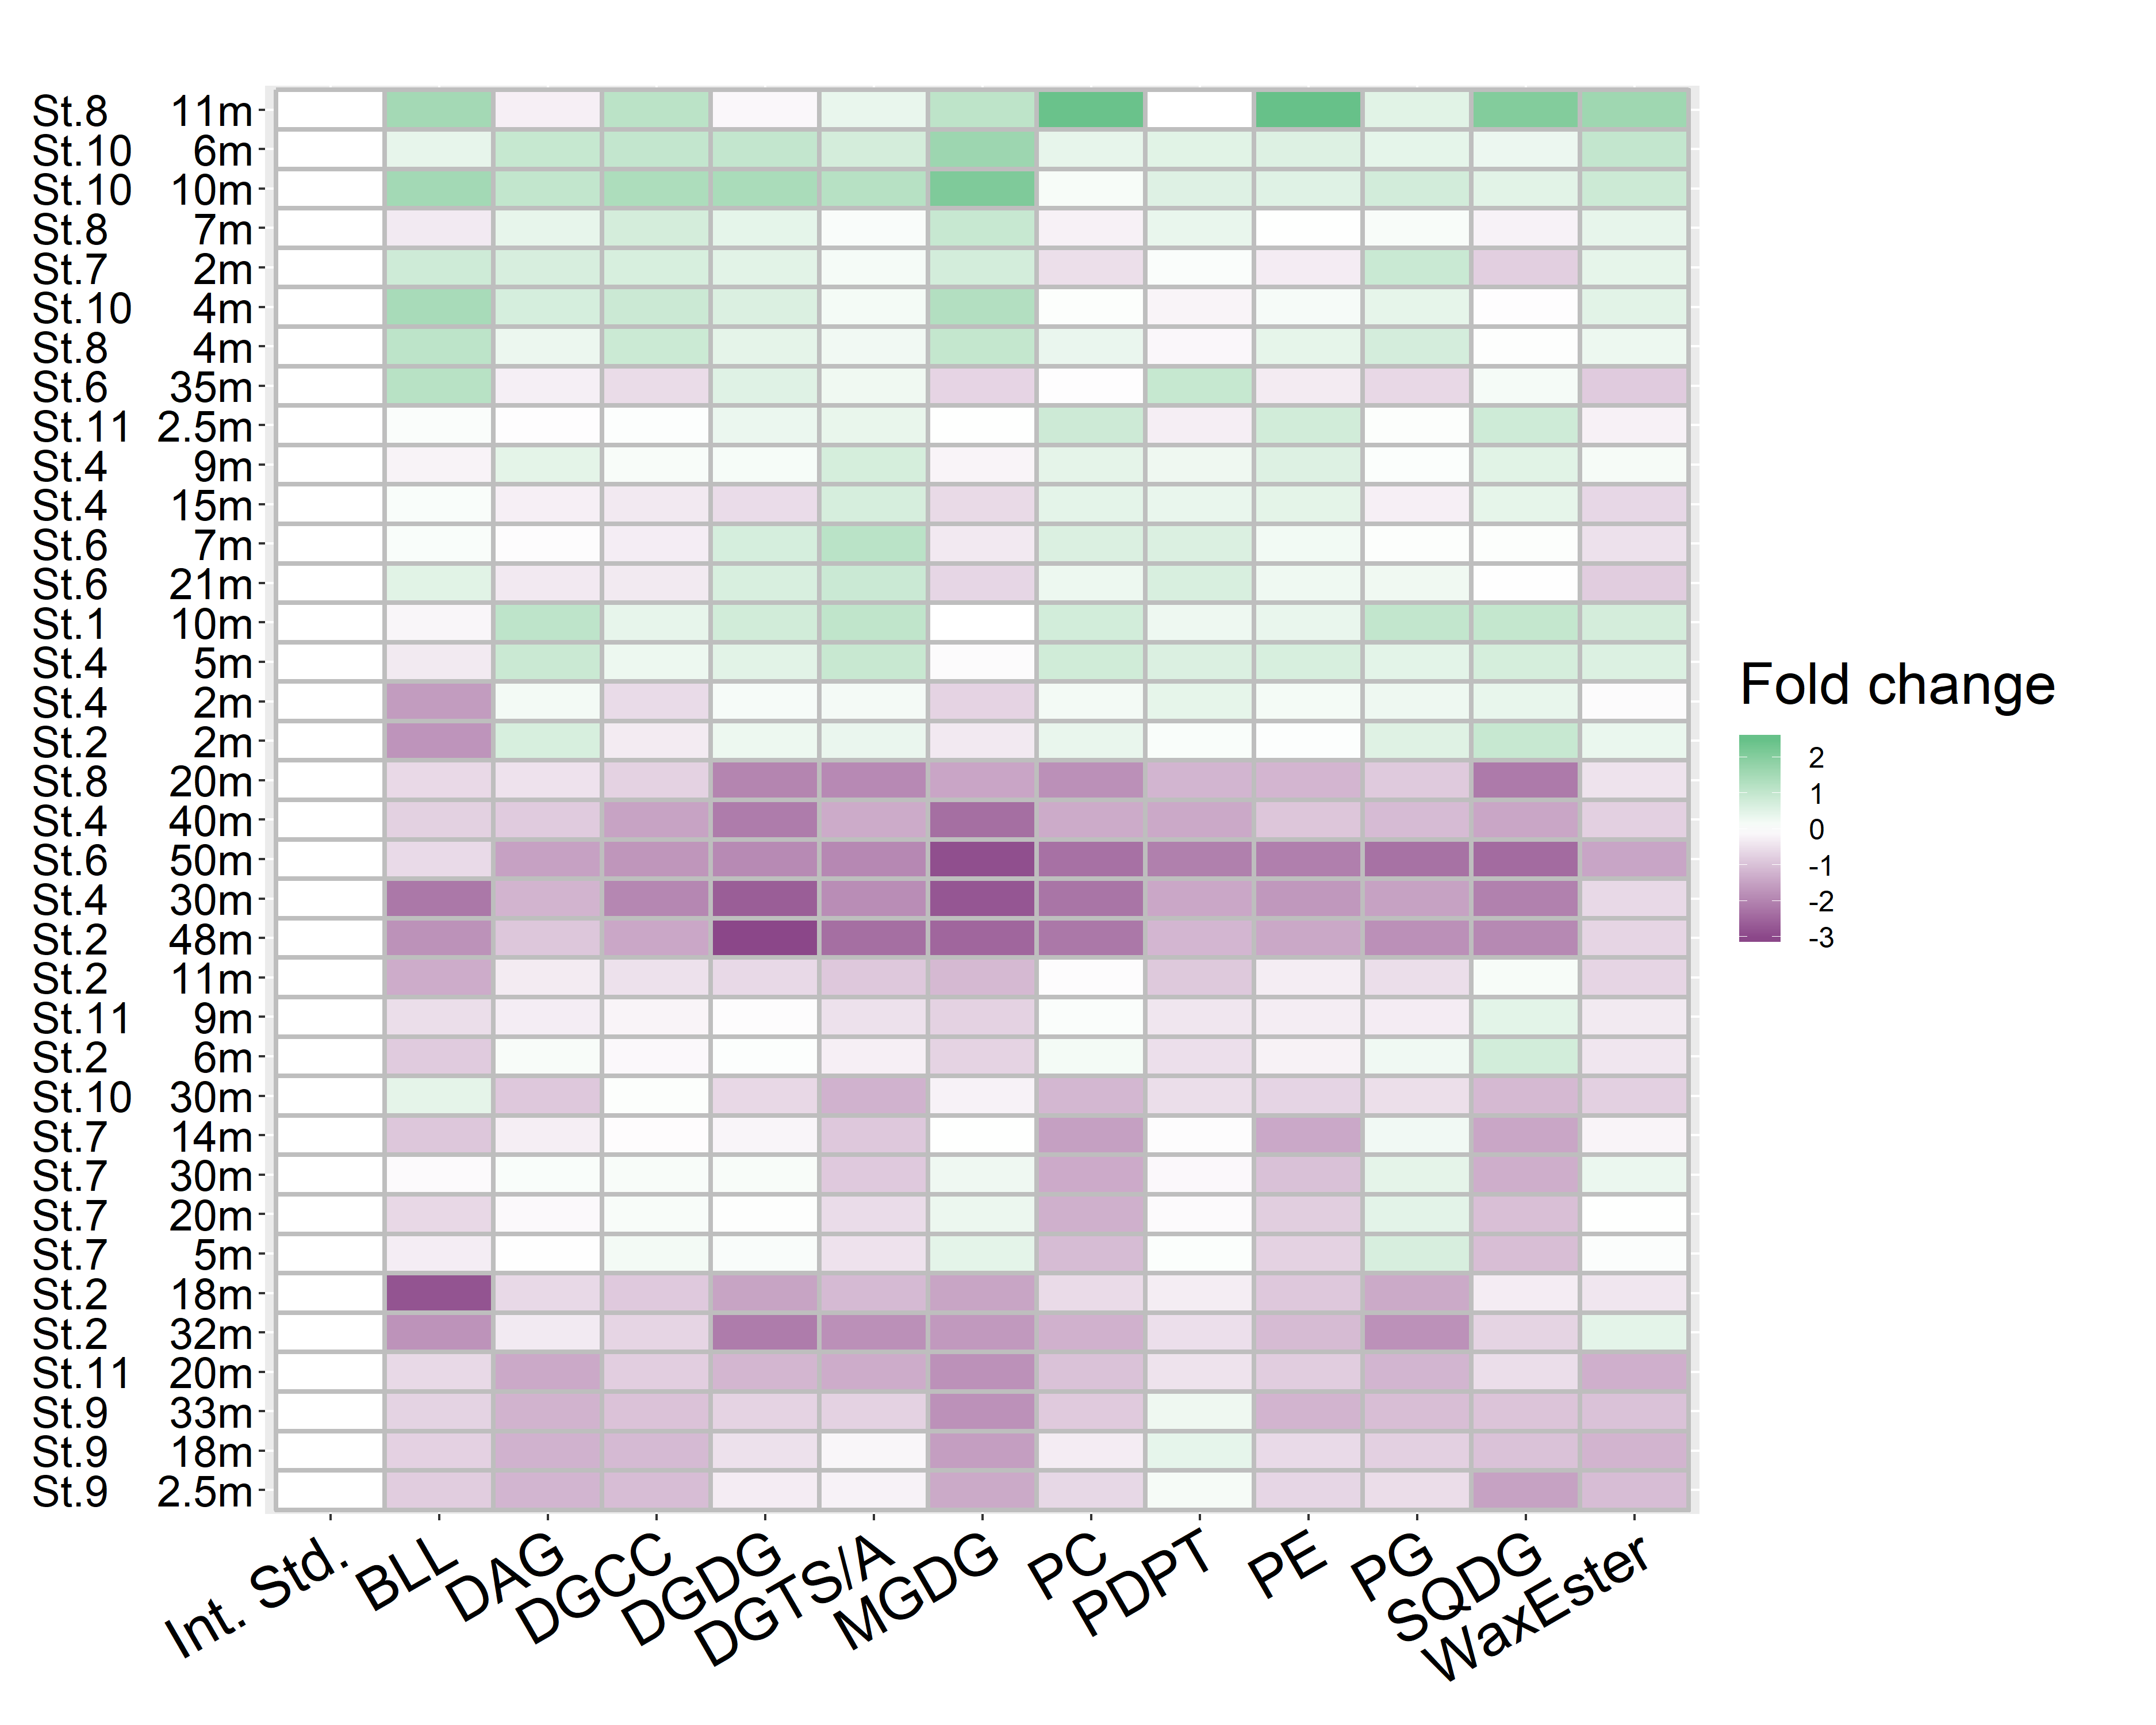 St.8 11m
St.10 6m
St.10 10m
St.8 7m
St.7 2m
St.10 4m
St.8 4m
St.6 35m
St.11 2.5m
St.4 9m
St.4 15m
St.6 7m
St.6 21m
St.1 10m
St.4 5m
St.4 2m
St.2 2m
St.8 20m
St.4 40m
St.6 50m
St.4 30m
St.2 48m
St.2 11m
St.11 9m
St.2 6m
St.10 30m
St.7 14m
St.7 30m
St.7 20m
St.7 5m
St.2 18m
St.2 32m
St.11 20m
St.9 33m
St.9 18m
St.9 2.5m
Int. Std.
BLL
DAG
DGCC
DGDG
DGTS/A
MGDG
PC
PDPT
PE
PG
SQDG
WaxEster
Fold change
2
1
0
-1
-2
-3